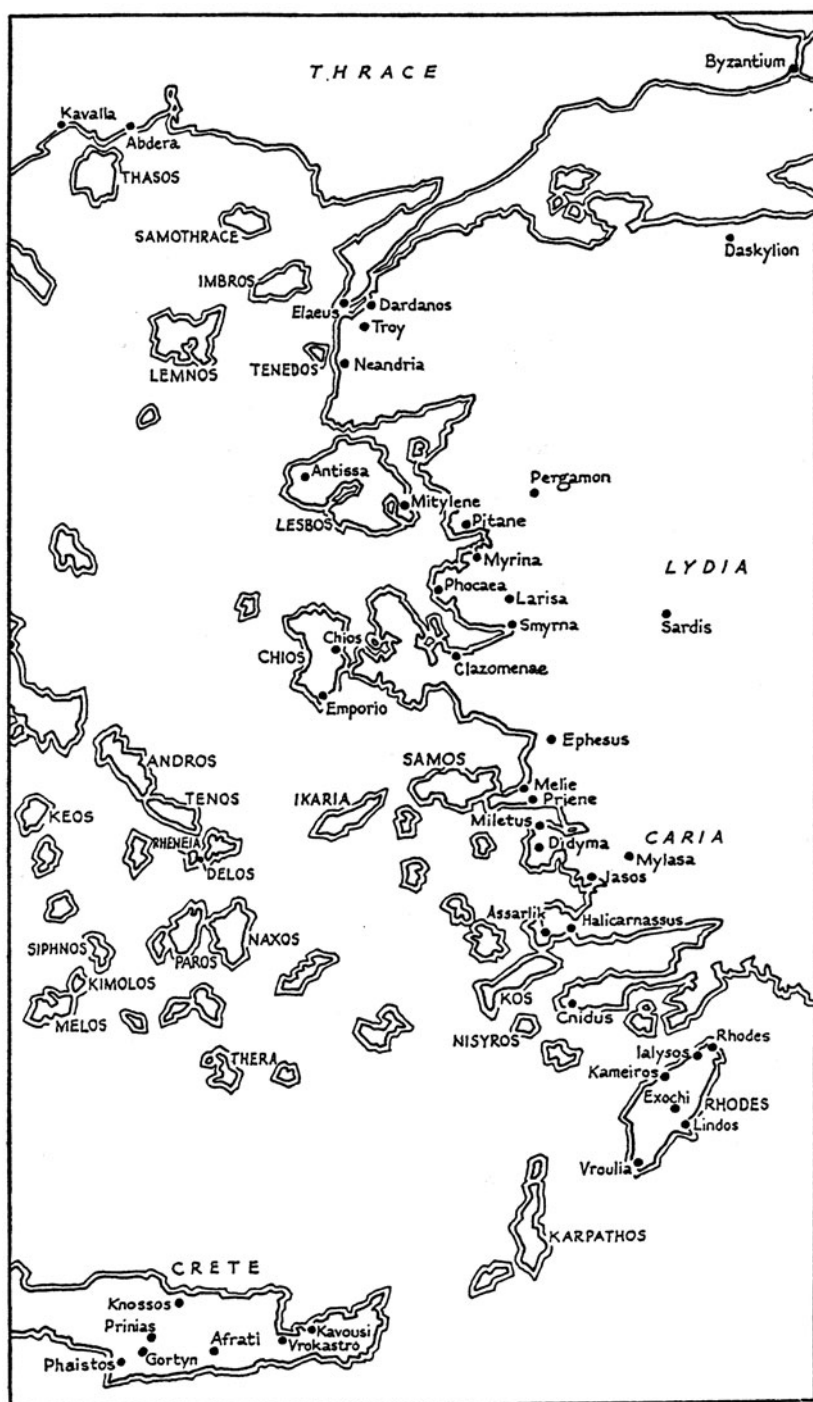 THRACE
Byzantium
Kavalla
Abdera
THASOS
SAMOTHRACE
Daskylion
IMBROS
Elaeus
Dardanos
Troy
LEMNOS
TENEDOS
Neandria
Antissa
Pergamon
Mitylene
LESBOS
Pitane
Myrina
LYDIA
Phocaea
Larisa
Sardis
Smyrna
Chios
CHIOS
Clazomenae
Emporio
Ephesus
ANDROS
SAMOS
Melie
TENOS
IKARIA
Priene
KEOS
Miletus
CARIA
RHENEIA
Didyma
Mylasa
DELOS
Jasos
Assarlik
Halicarnassus
SIPHNOS
NAXOS
PAROS
KIMOLOS
KOS
MELOS
Cnidus
NISYROS
Rhodes
THERA
Ialysos
Kameiros
Exochi
RHODES
Lindos
Vroulia
KARPATHOS
CRETE
Knossos
Prinias
Kavousi
Afrati
Vrokastro
Phaistos
Gortyn